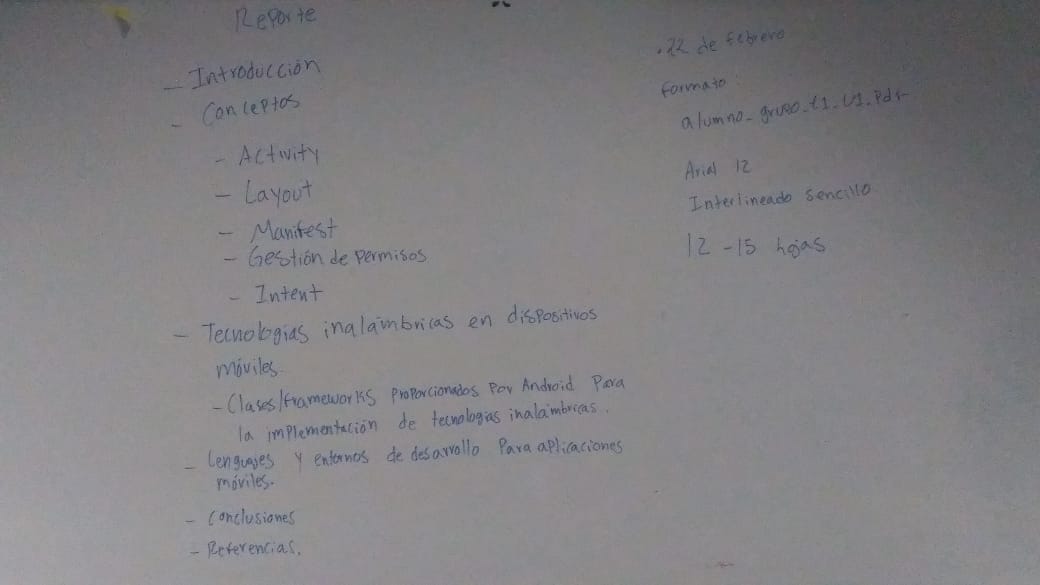 Reporte
- Introducción
- Conceptos
- Activity
- Layout
- Manifest
- Gestión de permisos
- Intent
- Tecnologías inalámbricas en dispositivos
móviles.
- Clases/frameworks proporcionados por Android para
la implementación de tecnologías inalámbricas.
- Lenguajes y entornos de desarrollo para aplicaciones
móviles.
- Conclusiones
- Referencias.
• 22 de febrero
Formato:
alumno_grupo_t1_U1.pdf
Arial 12
Interlineado sencillo
12 - 15 hojas